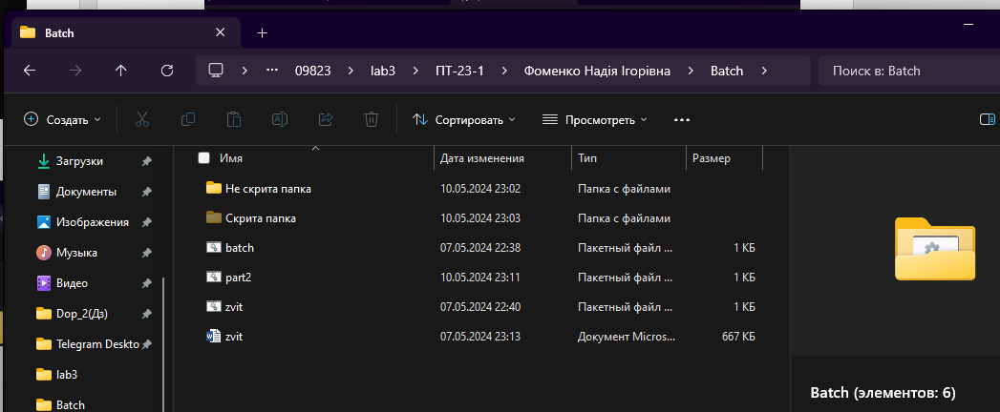 Batch
09823 lab3 ПТ-23-1 Фоменко Надія Ігорівна Batch
Поиск в: Batch
Создать Сортировать Просмотреть
Имя Дата изменения Тип Размер
Загрузки
Документы
Изображения
Музыка
Видео
Dop_2(Дз)
Telegram Deskto
lab3
Batch
Не скрита папка 10.05.2024 23:02 Папка с файлами
Скрита папка 10.05.2024 23:03 Папка с файлами
batch 07.05.2024 22:38 Пакетный файл ... 1 КБ
part2 10.05.2024 23:11 Пакетный файл ... 1 КБ
zvit 07.05.2024 22:40 Пакетный файл ... 1 КБ
zvit 07.05.2024 23:13 Документ Micros... 667 КБ
Batch (элементов: 6)